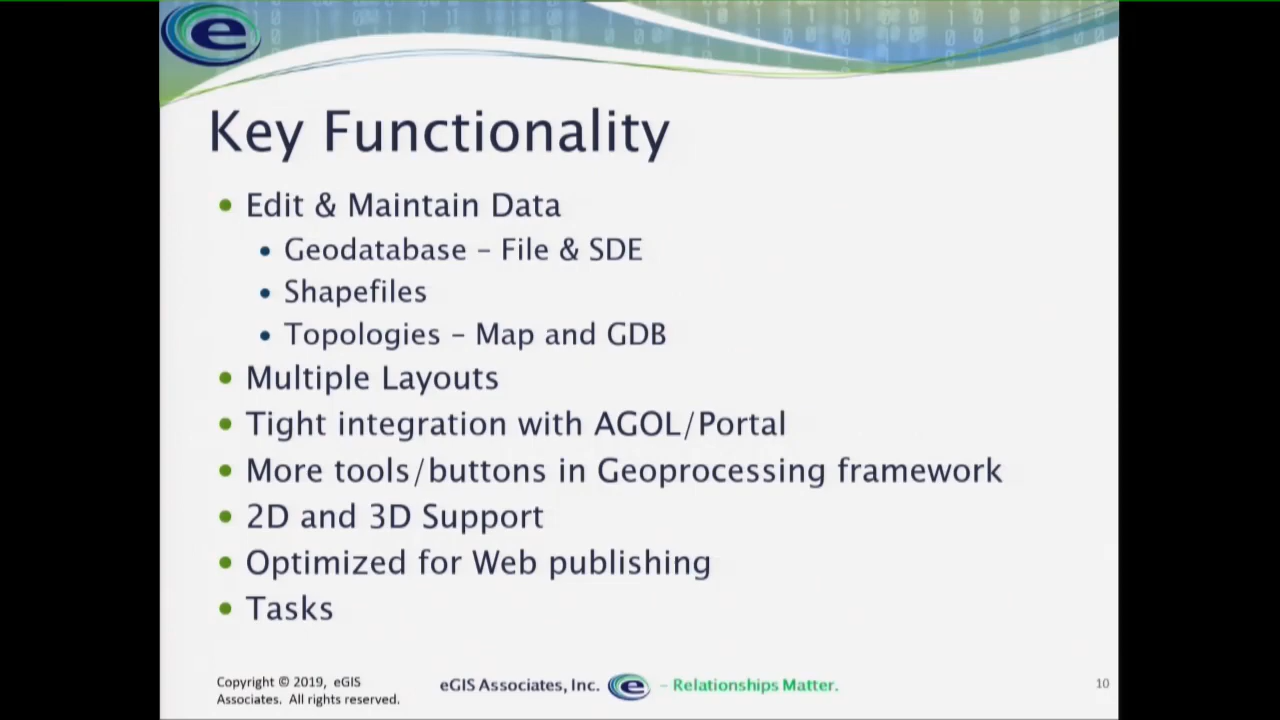 Key Functionality
• Edit & Maintain Data
• Geodatabase – File & SDE
• Shapefiles
• Topologies – Map and GDB
• Multiple Layouts
• Tight integration with AGOL/Portal
• More tools/buttons in Geoprocessing framework
• 2D and 3D Support
• Optimized for Web publishing
• Tasks
Copyright © 2019, eGIS
Associates. All rights reserved.
eGIS Associates, Inc. e – Relationships Matter.
10